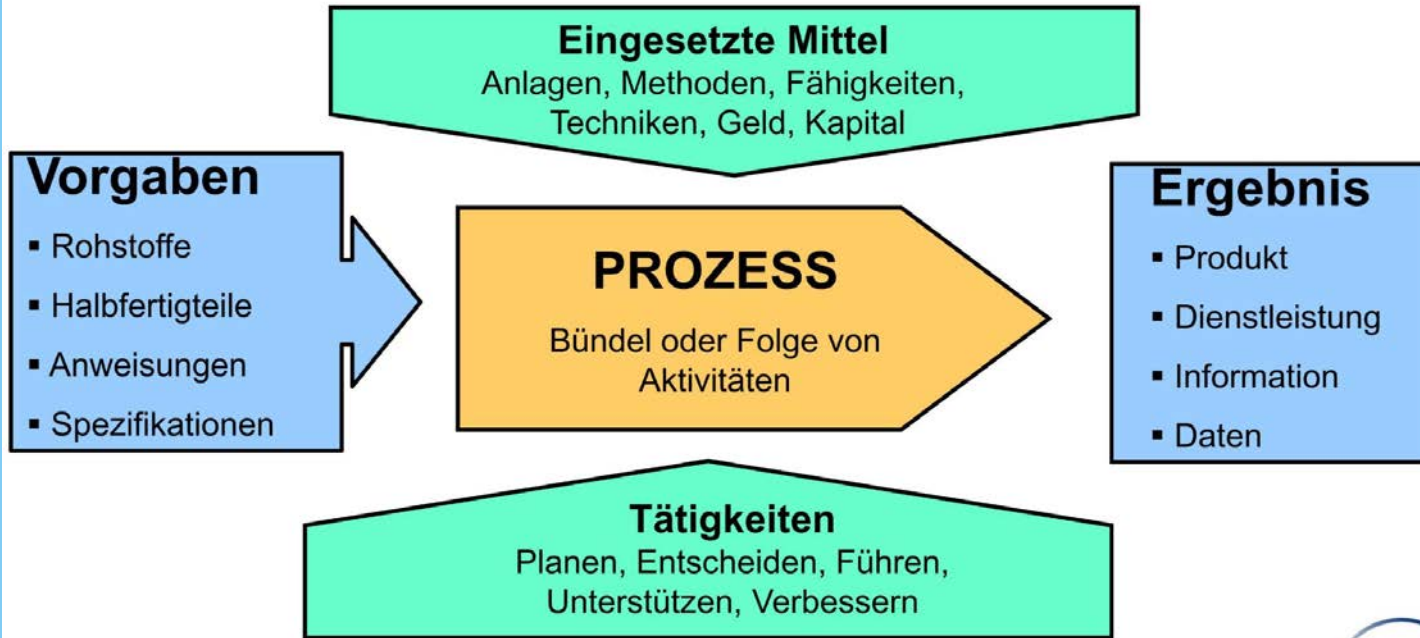 Eingesetzte Mittel
Anlagen, Methoden, Fähigkeiten,
Techniken, Geld, Kapital
Vorgaben
▪ Rohstoffe
▪ Halbfertigteile
▪ Anweisungen
▪ Spezifikationen
PROZESS
Bündel oder Folge von
Aktivitäten
Ergebnis
▪ Produkt
▪ Dienstleistung
▪ Information
▪ Daten
Tätigkeiten
Planen, Entscheiden, Führen,
Unterstützen, Verbessern